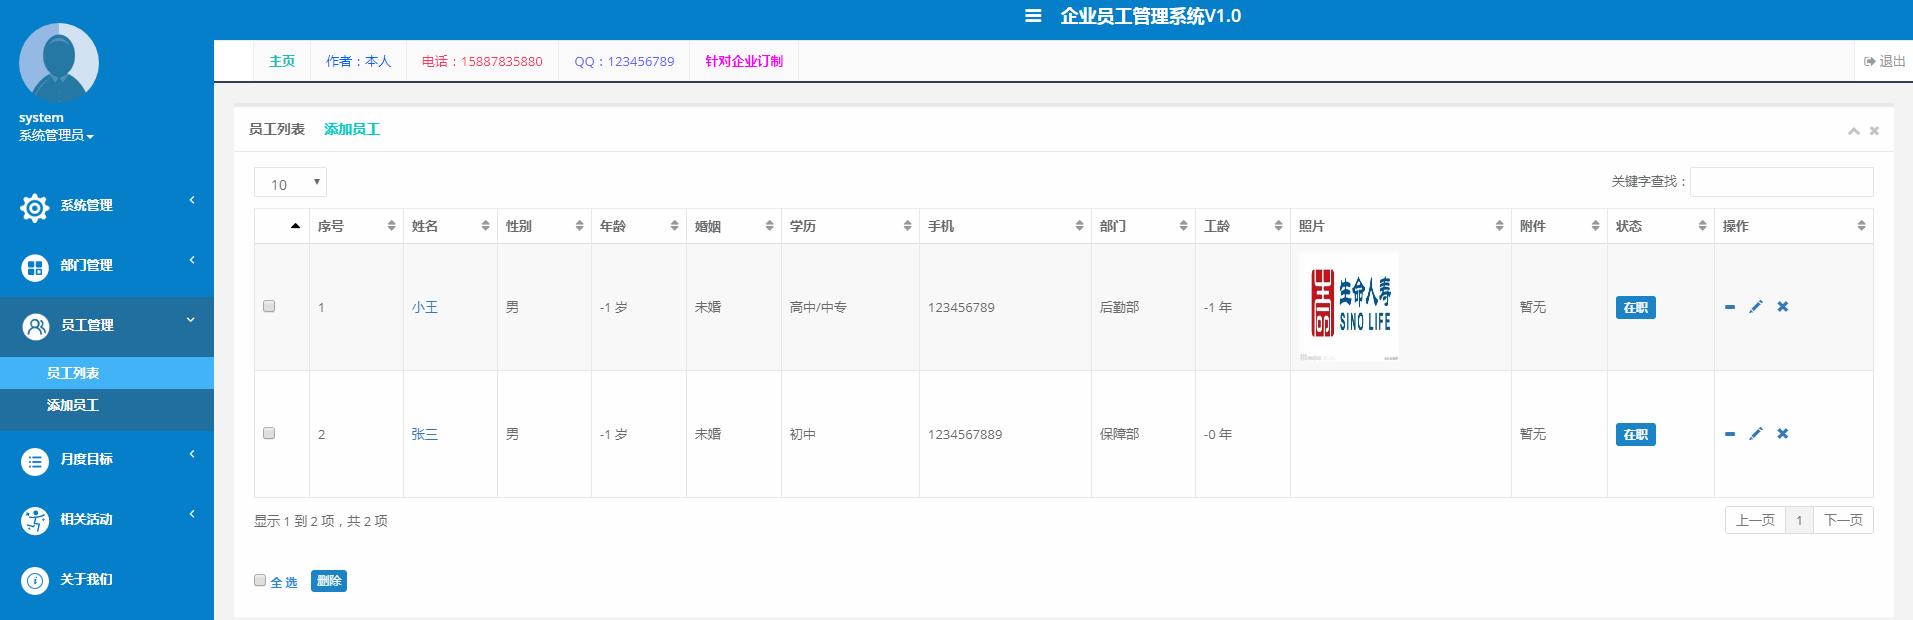 企业员工管理系统V1.0
system
系统管理员
主页 作者：本人 电话：15887835880 QQ：123456789 针对企业订制 退出
系统管理
部门管理
员工管理
员工列表
添加员工
月度目标
相关活动
关于我们
员工列表 添加员工
10 关键字查找：
序号 姓名 性别 年龄 婚姻 学历 手机 部门 工龄 照片 附件 状态 操作
1 小王 男 -1 岁 未婚 高中/中专 123456789 后勤部 -1 年 生命人寿 SINO LIFE 暂无 在职
2 张三 男 -1 岁 未婚 初中 1234567889 保障部 -0 年 暂无 在职
显示 1 到 2 项，共 2 项
上一页 1 下一页
全 选 删除